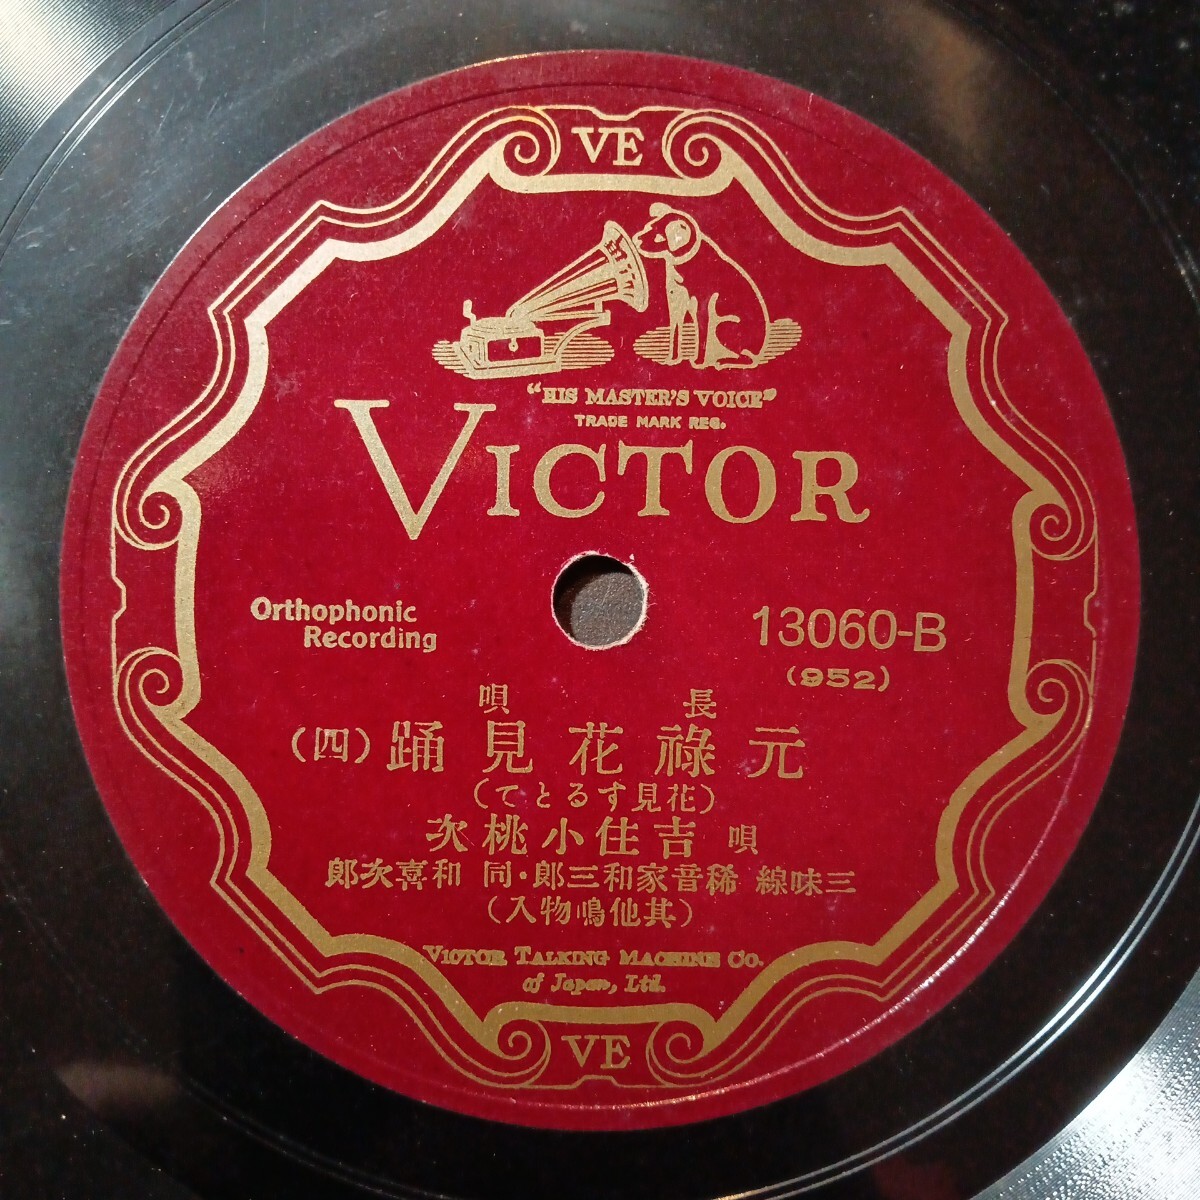 VE
"HIS MASTER'S VOICE"
TRADE MARK REG.
VICTOR
Orthophonic
Recording
13060-B
(952)
長唄
元祿花見踊(四)
(花見するとて)
唄 吉住小桃次
三味線 稀音家和三郎・同 和喜次郎
(其他鳴物入)
VICTOR TALKING MACHINE CO.
of Japan, Ltd.
VE